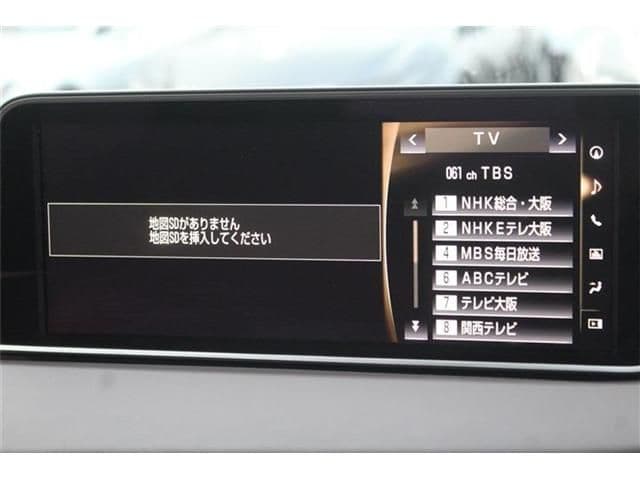 地図SDがありません
地図SDを挿入してください
TV
061 ch TBS
1 NHK総合・大阪
2 NHKEテレ大阪
4 MBS毎日放送
6 ABCテレビ
7 テレビ大阪
8 関西テレビ